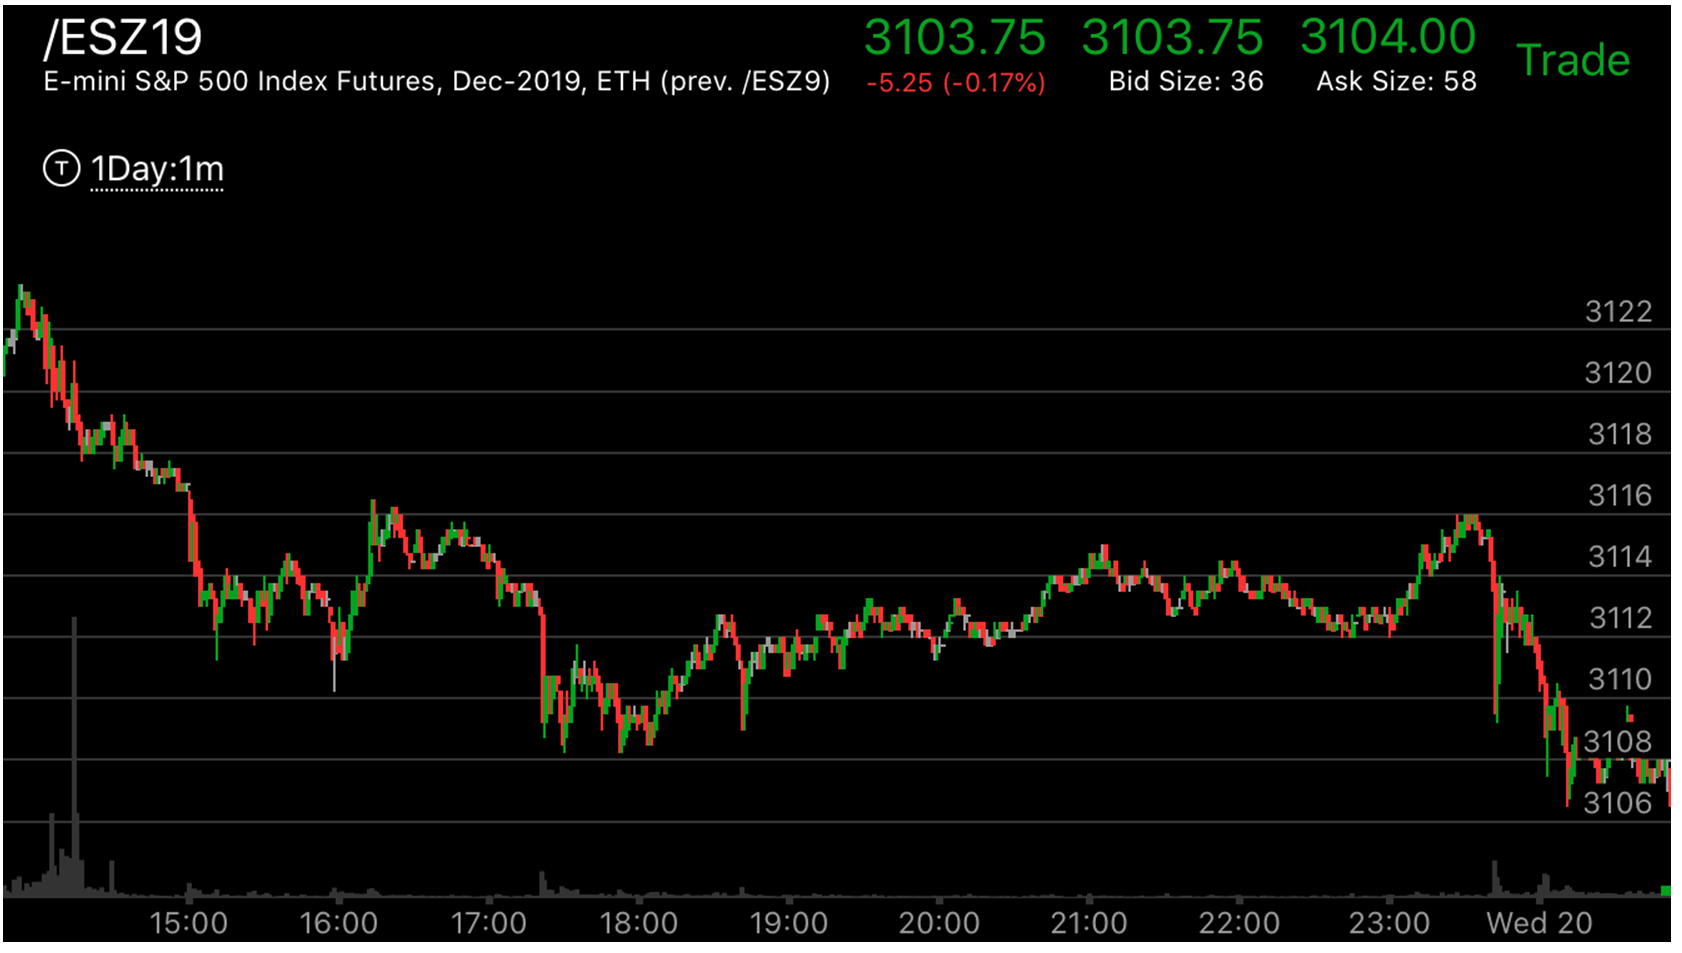 /ESZ19 3103.75 3103.75 3104.00 Trade
E-mini S&P 500 Index Futures, Dec-2019, ETH (prev. /ESZ9) -5.25 (-0.17%) Bid Size: 36 Ask Size: 58
T 1Day:1m
3122
3120
3118
3116
3114
3112
3110
3108
3106
15:00 16:00 17:00 18:00 19:00 20:00 21:00 22:00 23:00 Wed 20